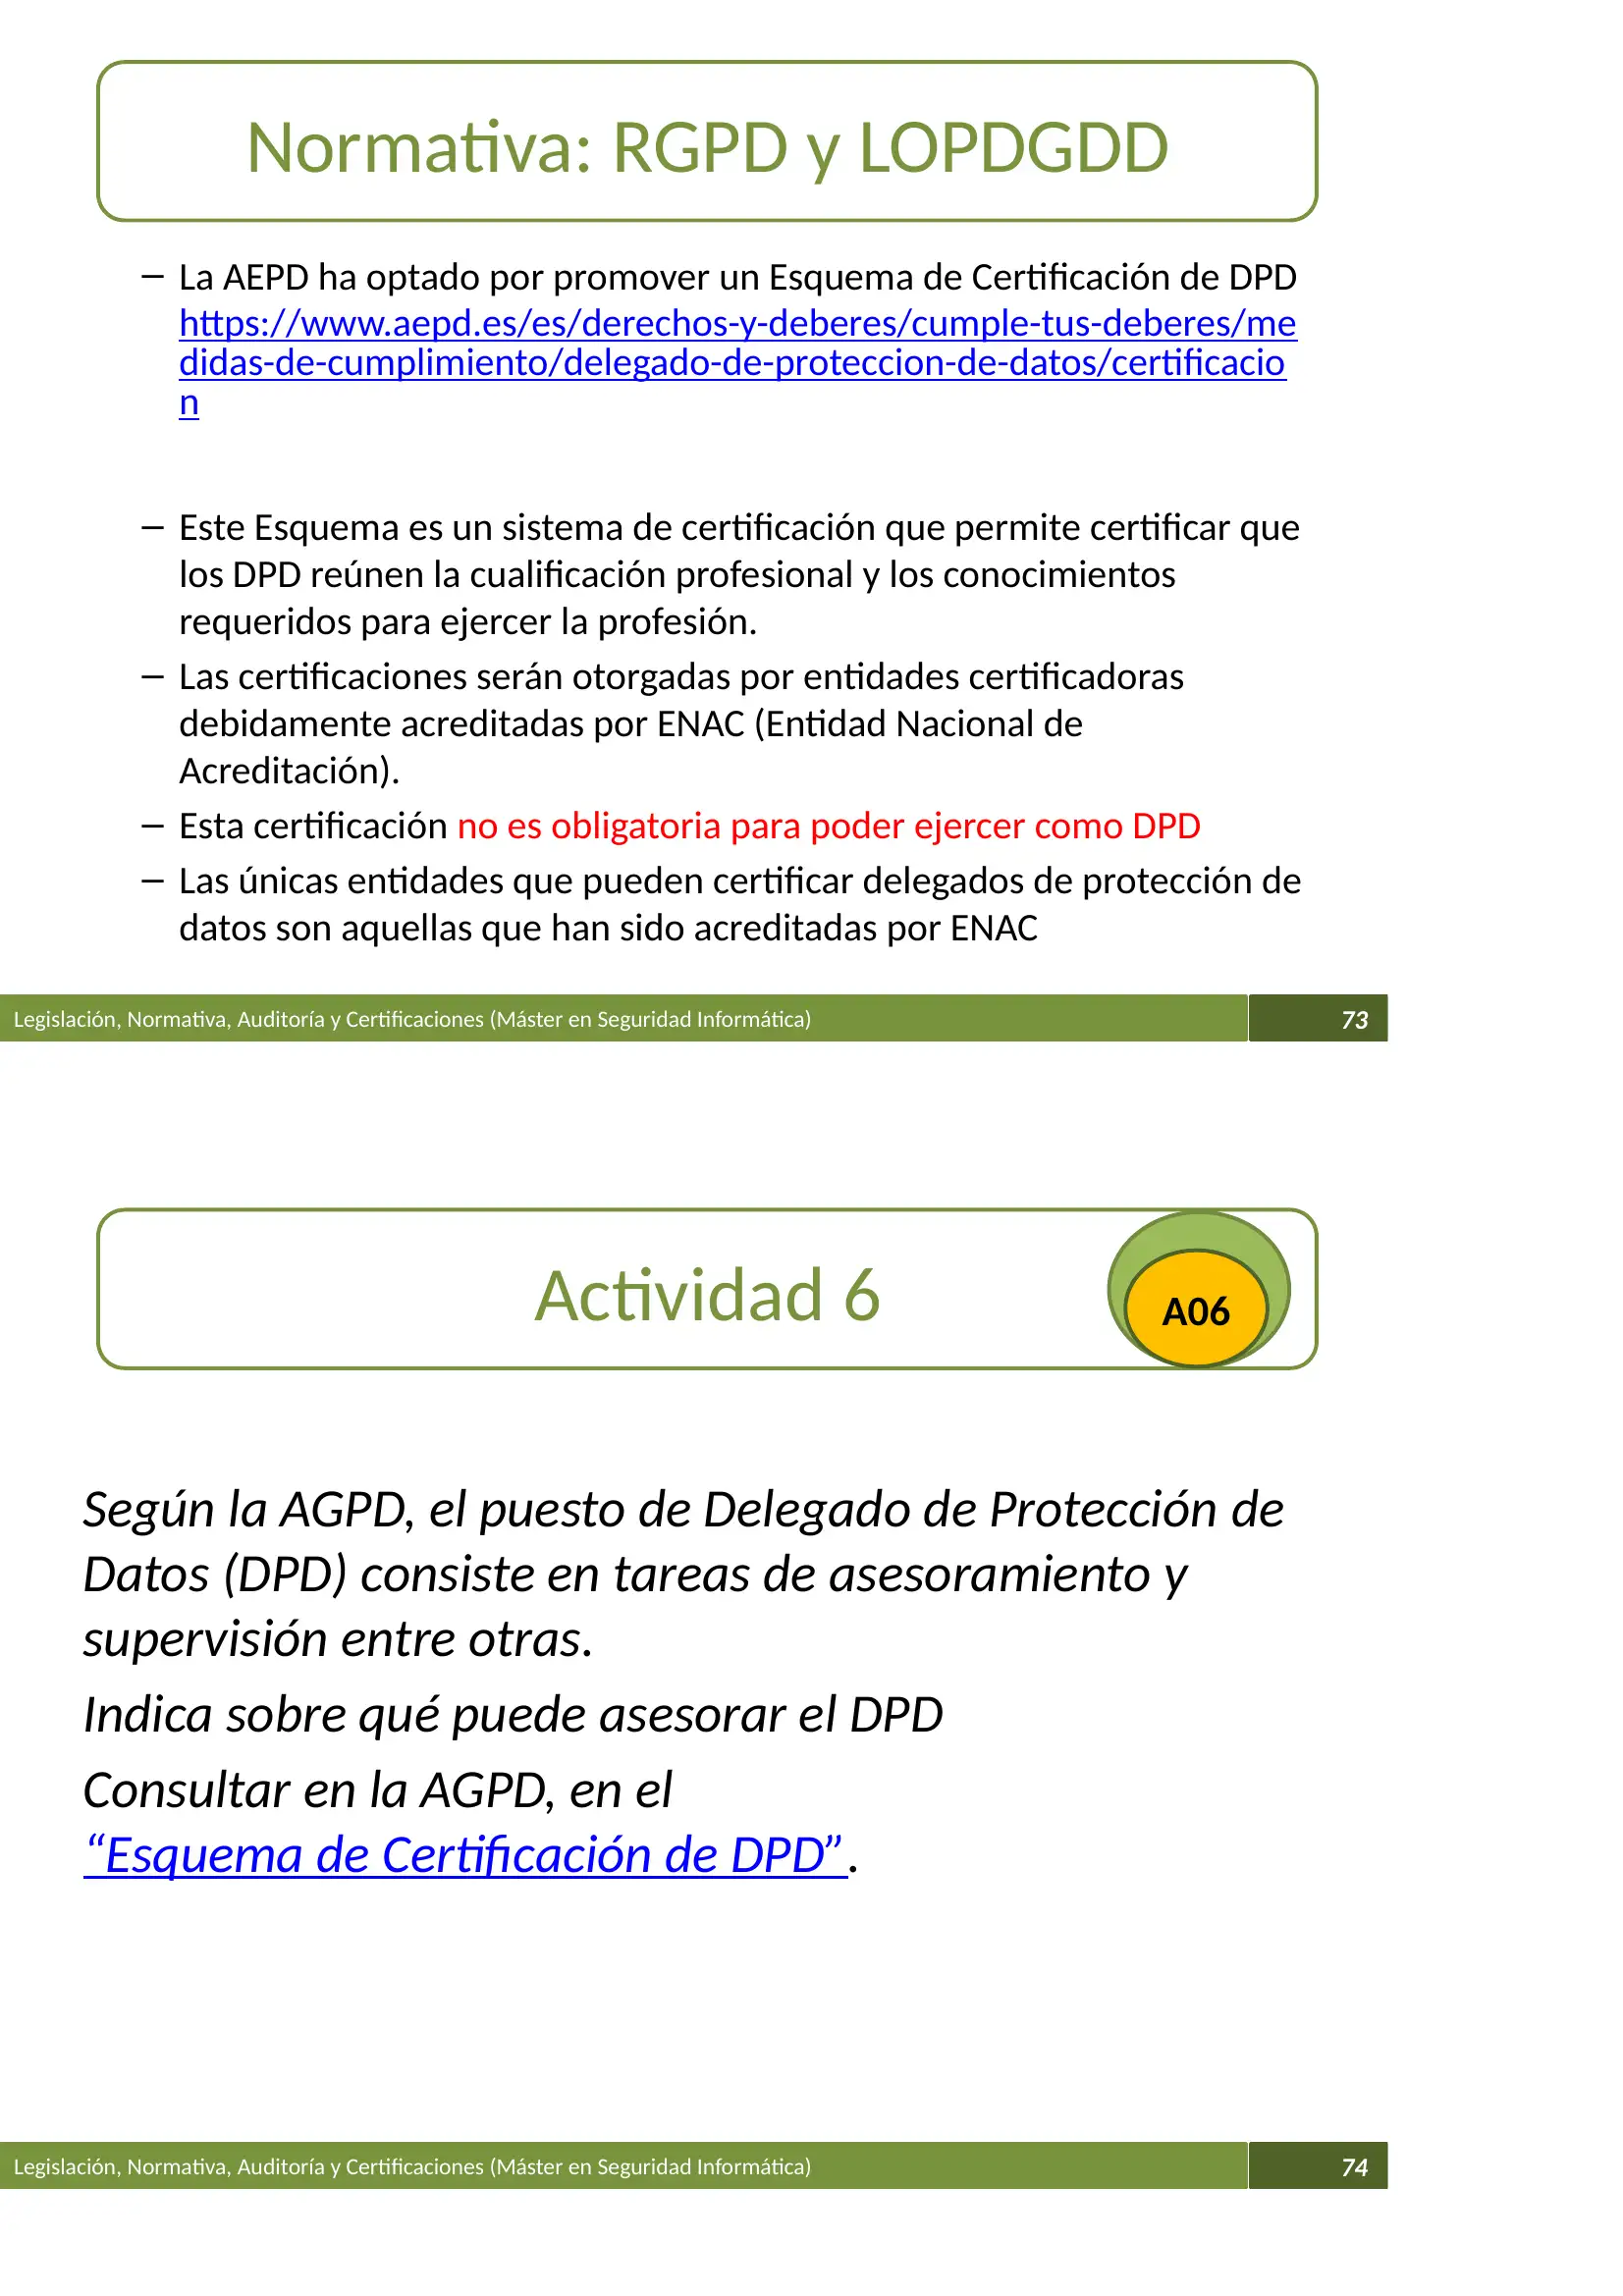 Normativa: RGPD y LOPDGDD
– La AEPD ha optado por promover un Esquema de Certificación de DPD
https://www.aepd.es/es/derechos-y-deberes/cumple-tus-deberes/me
didas-de-cumplimiento/delegado-de-proteccion-de-datos/certificacio
n
– Este Esquema es un sistema de certificación que permite certificar que
los DPD reúnen la cualificación profesional y los conocimientos
requeridos para ejercer la profesión.
– Las certificaciones serán otorgadas por entidades certificadoras
debidamente acreditadas por ENAC (Entidad Nacional de
Acreditación).
– Esta certificación no es obligatoria para poder ejercer como DPD
– Las únicas entidades que pueden certificar delegados de protección de
datos son aquellas que han sido acreditadas por ENAC
Legislación, Normativa, Auditoría y Certificaciones (Máster en Seguridad Informática) 73
Actividad 6
A06
Según la AGPD, el puesto de Delegado de Protección de
Datos (DPD) consiste en tareas de asesoramiento y
supervisión entre otras.
Indica sobre qué puede asesorar el DPD
Consultar en la AGPD, en el
“Esquema de Certificación de DPD” .
Legislación, Normativa, Auditoría y Certificaciones (Máster en Seguridad Informática) 74